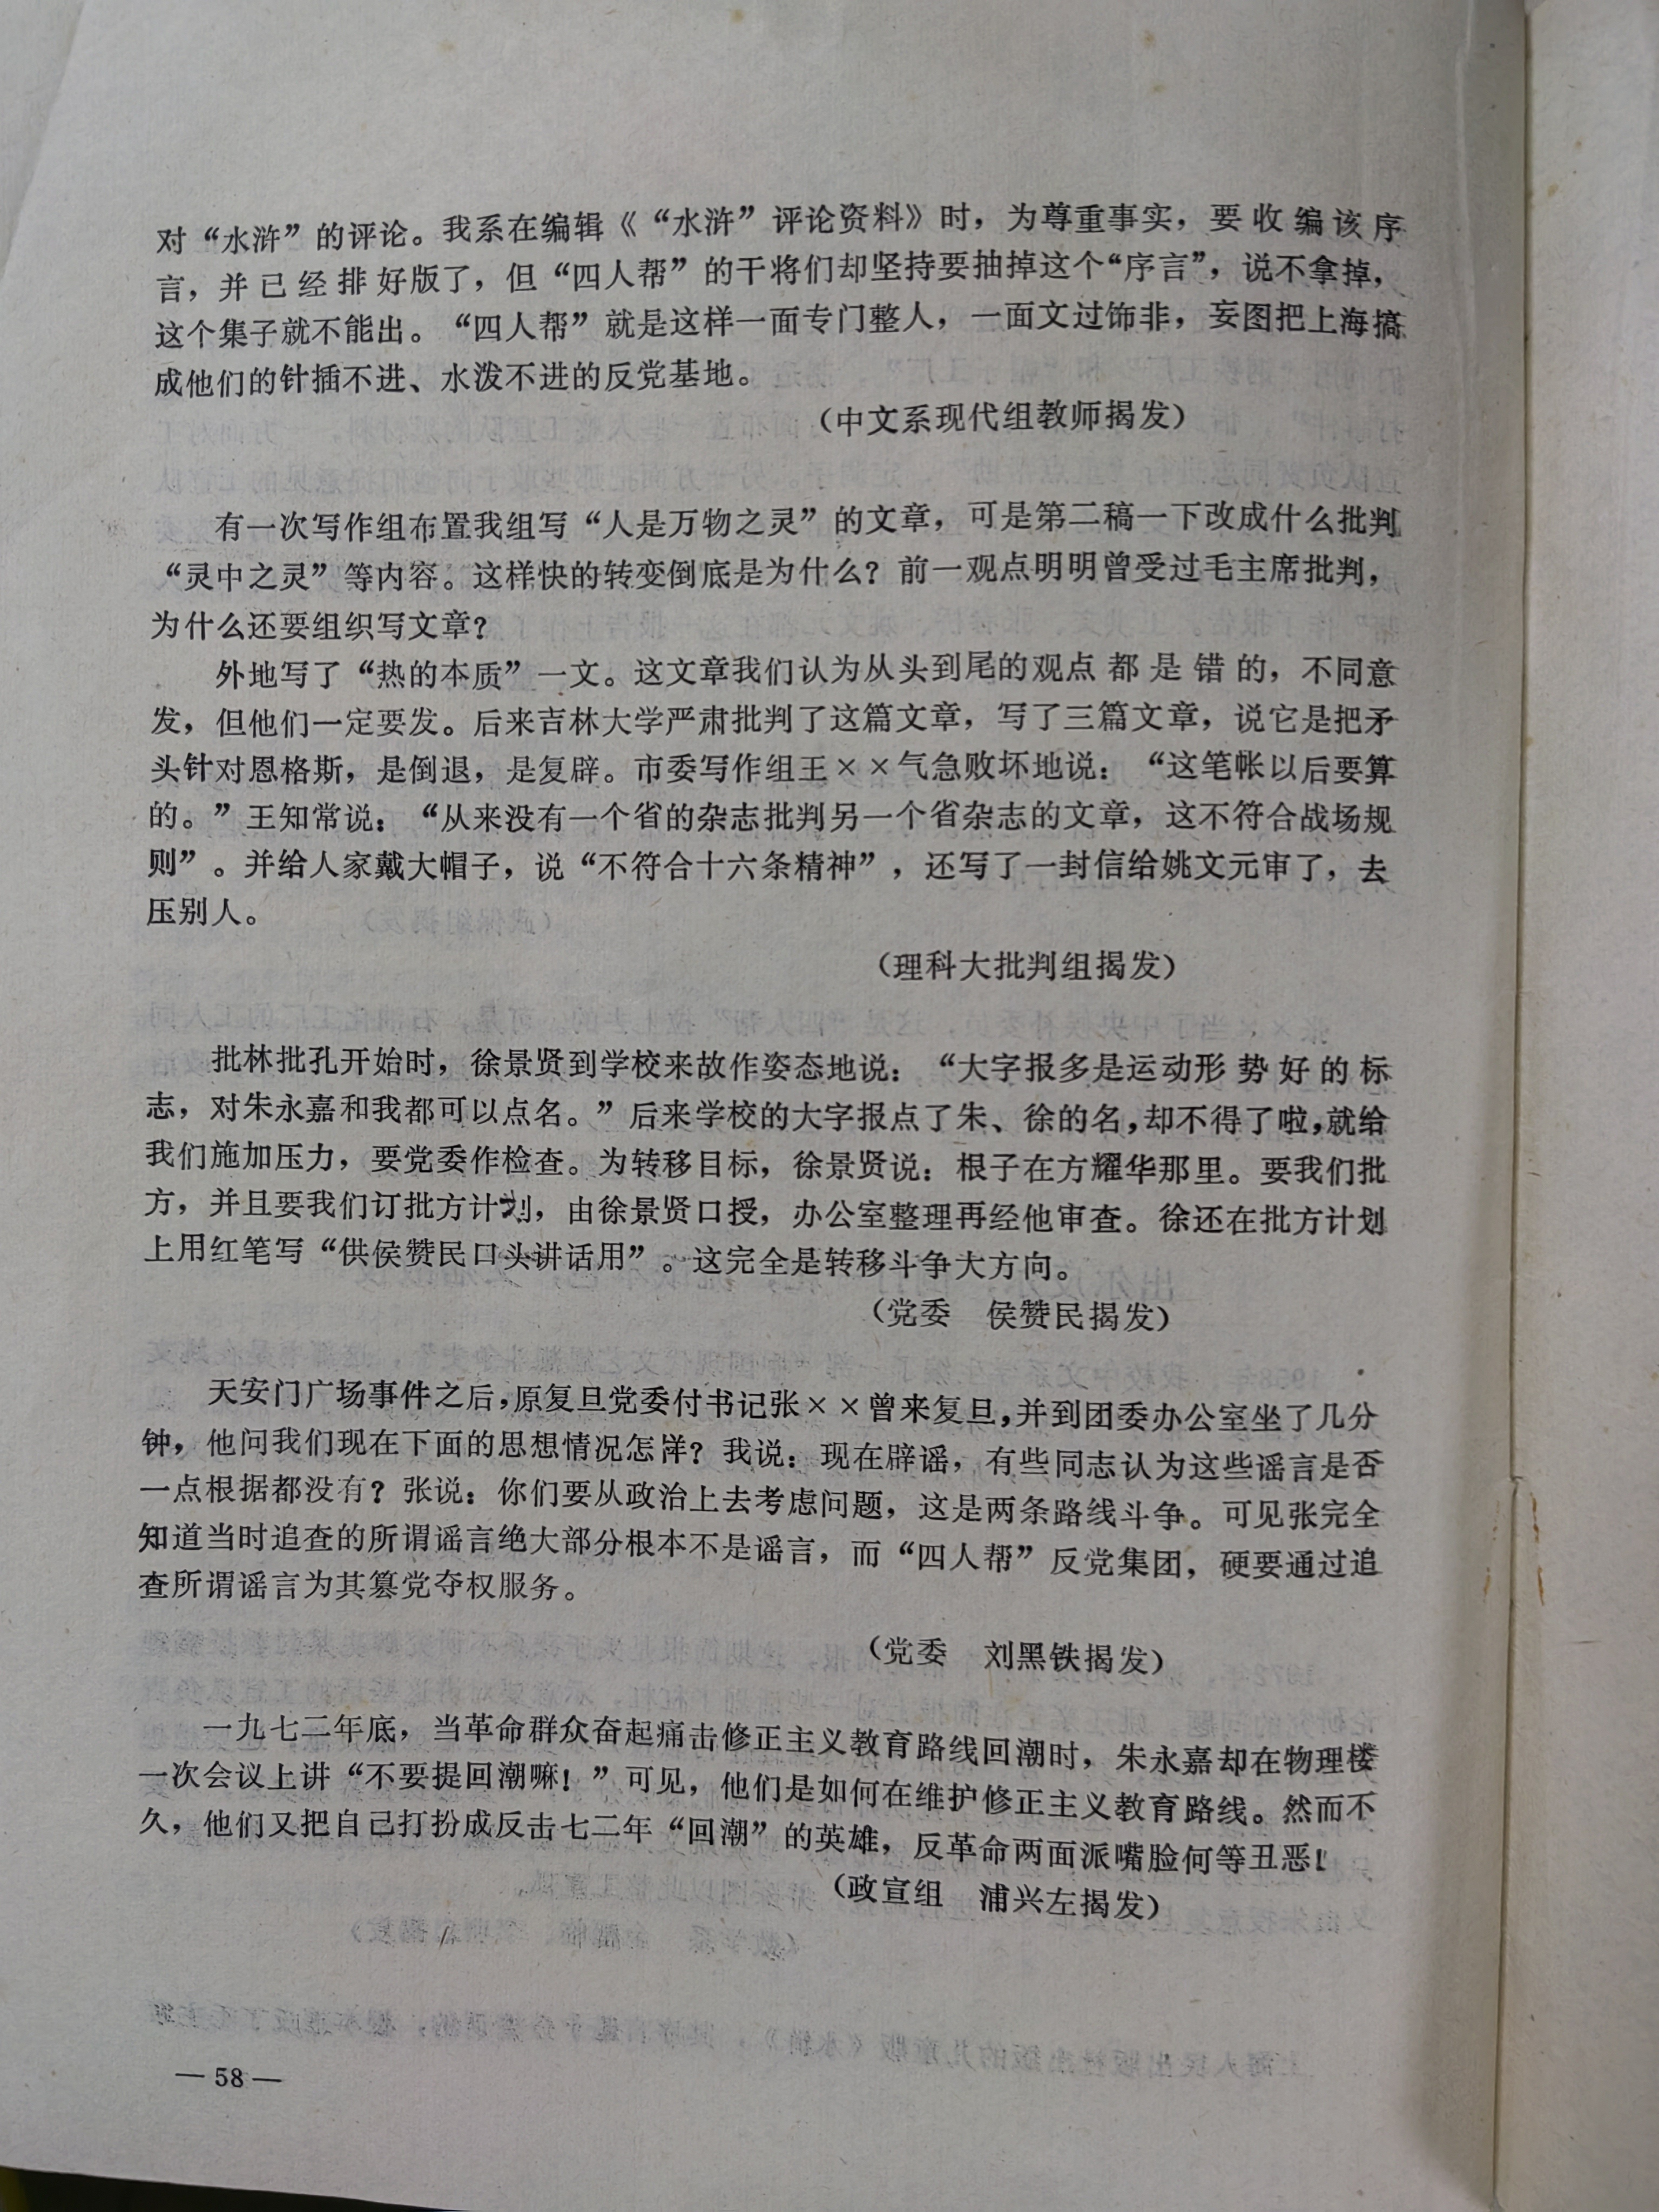 对“水浒”的评论。我系在编辑《“水浒”评论资料》时，为尊重事实，要收编该序
言，并已经排好版了，但“四人帮”的干将们却坚持要抽掉这个“序言”，说不拿掉，
这个集子就不能出。“四人帮”就是这样一面专门整人，一面文过饰非，妄图把上海搞
成他们的针插不进、水泼不进的反党基地。
（中文系现代组教师揭发）
有一次写作组布置我组写“人是万物之灵”的文章，可是第二稿一下改成什么批判
“灵中之灵”等内容。这样快的转变倒底是为什么？前一观点明明曾受过毛主席批判，
为什么还要组织写文章？
外地写了“热的本质”一文。这文章我们认为从头到尾的观点都是错的，不同意
发，但他们一定要发。后来吉林大学严肃批判了这篇文章，写了三篇文章，说它是把矛
头针对恩格斯，是倒退，是复辟。市委写作组王××气急败坏地说：“这笔帐以后要算
的。”王知常说：“从来没有一个省的杂志批判另一个省杂志的文章，这不符合战场规
则”。并给人家戴大帽子，说“不符合十六条精神”，还写了一封信给姚文元审了，去
压别人。
（理科大批判组揭发）
批林批孔开始时，徐景贤到学校来故作姿态地说：“大字报多是运动形势好的标
志，对朱永嘉和我都可以点名。”后来学校的大字报点了朱、徐的名，却不得了啦，就给
我们施加压力，要党委作检查。为转移目标，徐景贤说：根子在方耀华那里。要我们批
方，并且要我们订批方计划，由徐景贤口授，办公室整理再经他审查。徐还在批方计划
上用红笔写“供侯赞民口头讲话用”。这完全是转移斗争大方向。
（党委　侯赞民揭发）
天安门广场事件之后，原复旦党委付书记张××曾来复旦，并到团委办公室坐了几分
钟，他问我们现在下面的思想情况怎样？我说：现在辟谣，有些同志认为这些谣言是否
一点根据都没有？张说：你们要从政治上去考虑问题，这是两条路线斗争。可见张完全
知道当时追查的所谓谣言绝大部分根本不是谣言，而“四人帮”反党集团，硬要通过追
查所谓谣言为其篡党夺权服务。
（党委　刘黑铁揭发）
一九七二年底，当革命群众奋起痛击修正主义教育路线回潮时，朱永嘉却在物理楼
一次会议上讲“不要提回潮嘛！”可见，他们是如何在维护修正主义教育路线。然而不
久，他们又把自己打扮成反击七二年“回潮”的英雄，反革命两面派嘴脸何等丑恶！
（政宣组　浦兴左揭发）
— 58 —